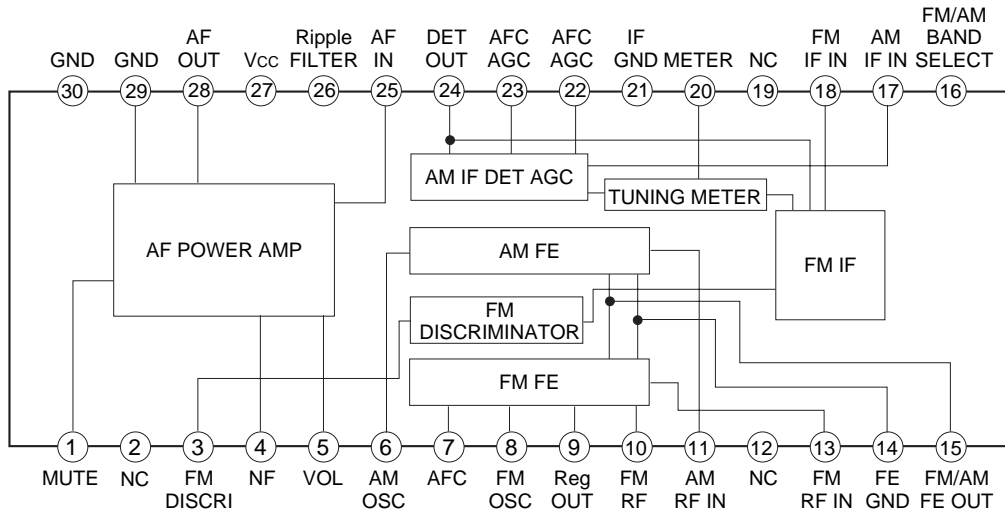 GND
GND
AF
OUT
Vcc
Ripple
FILTER
AF
IN
DET
OUT
AFC
AGC
AFC
AGC
IF
GND
METER
NC
FM
IF IN
AM
IF IN
FM/AM
BAND
SELECT
30
29
28
27
26
25
24
23
22
21
20
19
18
17
16
AF POWER AMP
AM IF DET AGC
TUNING METER
FM IF
AM FE
FM
DISCRIMINATOR
FM FE
1
2
3
4
5
6
7
8
9
10
11
12
13
14
15
MUTE
NC
FM
DISCRI
NF
VOL
AM
OSC
AFC
FM
OSC
Reg
OUT
FM
RF
AM
RF IN
NC
FM
RF IN
FE
GND
FM/AM
FE OUT